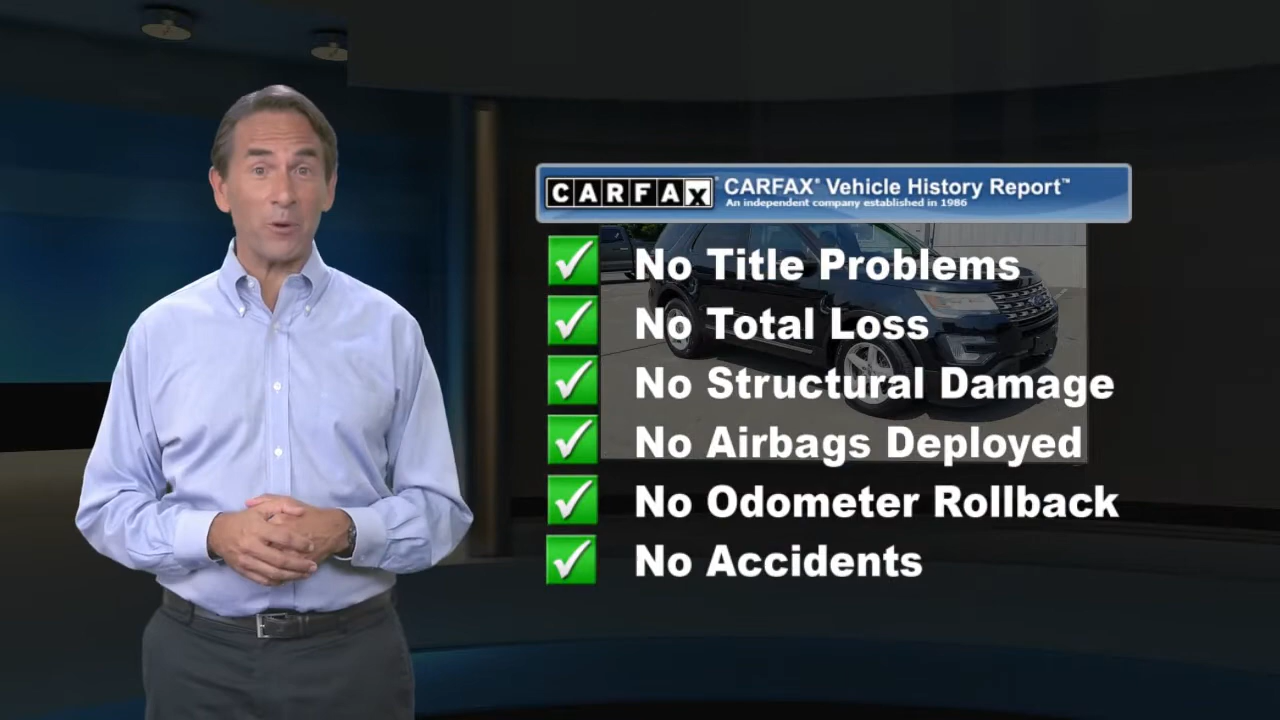 CARFAX
CARFAX® Vehicle History Report™
An independent company established in 1986
No Title Problems
No Total Loss
No Structural Damage
No Airbags Deployed
No Odometer Rollback
No Accidents